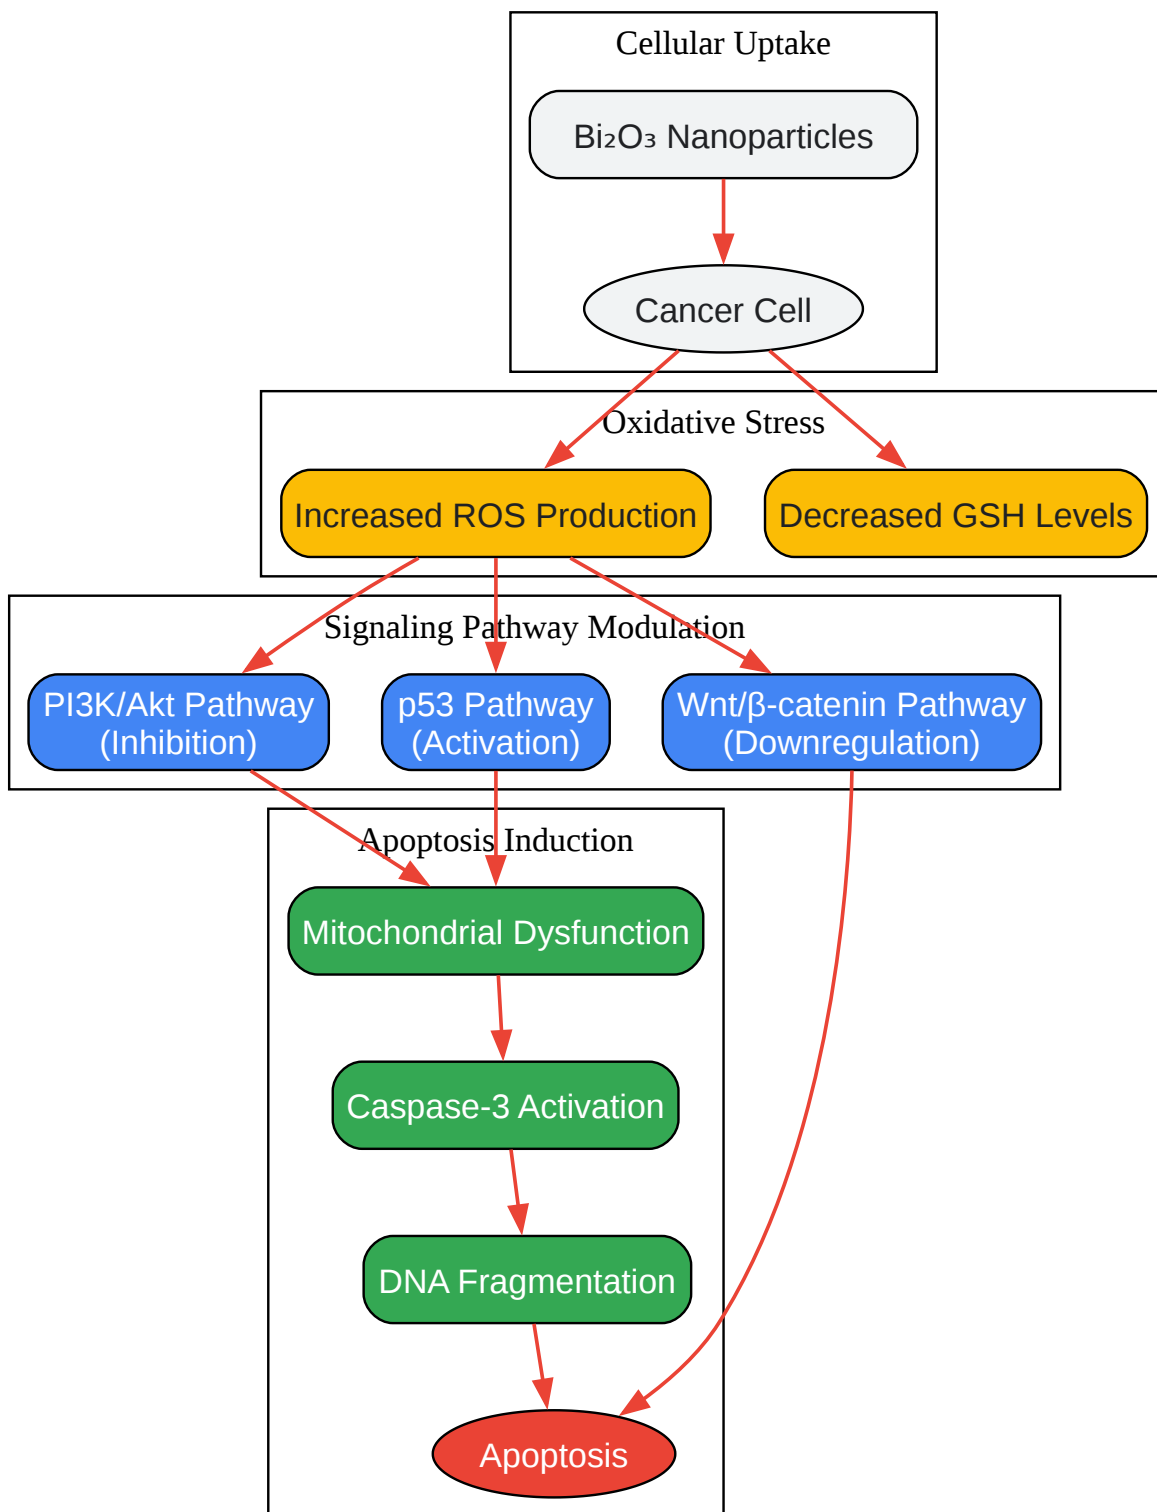 Cellular Uptake
Bi₂O₃ Nanoparticles
Cancer Cell
Oxidative Stress
Increased ROS Production
Decreased GSH Levels
Signaling Pathway Modulation
PI3K/Akt Pathway
(Inhibition)
p53 Pathway
(Activation)
Wnt/β-catenin Pathway
(Downregulation)
Apoptosis Induction
Mitochondrial Dysfunction
Caspase-3 Activation
DNA Fragmentation
Apoptosis